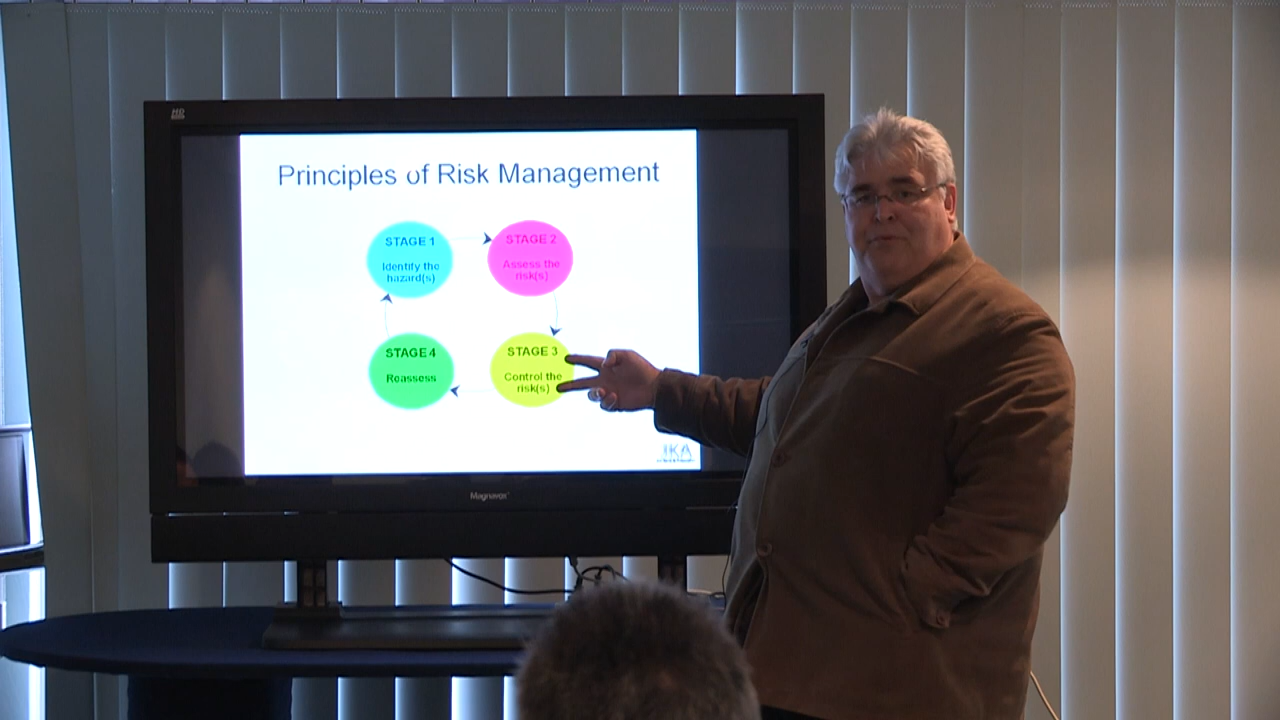 HD
Principles of Risk Management
STAGE 1
Identify the
hazard(s)
STAGE 2
Assess the
risk(s)
STAGE 3
Control the
risk(s)
STAGE 4
Reassess
IKA
Magnavox